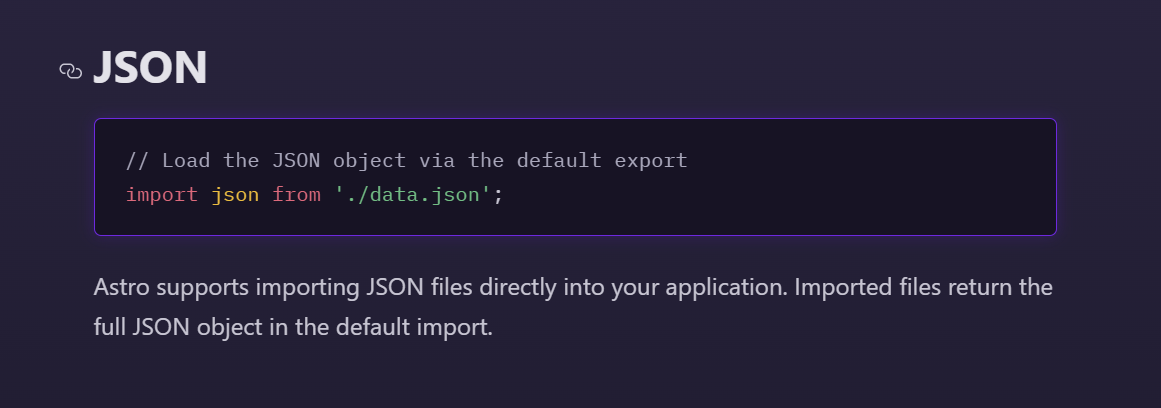 JSON
// Load the JSON object via the default export
import json from './data.json';
Astro supports importing JSON files directly into your application. Imported files return the
full JSON object in the default import.